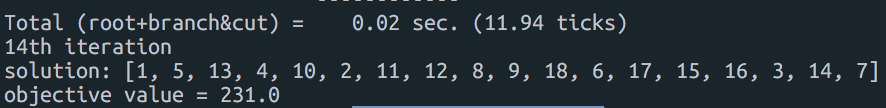 Total (root+branch&cut) =    0.02 sec. (11.94 ticks)
14th iteration
solution: [1, 5, 13, 4, 10, 2, 11, 12, 8, 9, 18, 6, 17, 15, 16, 3, 14, 7]
objective value = 231.0